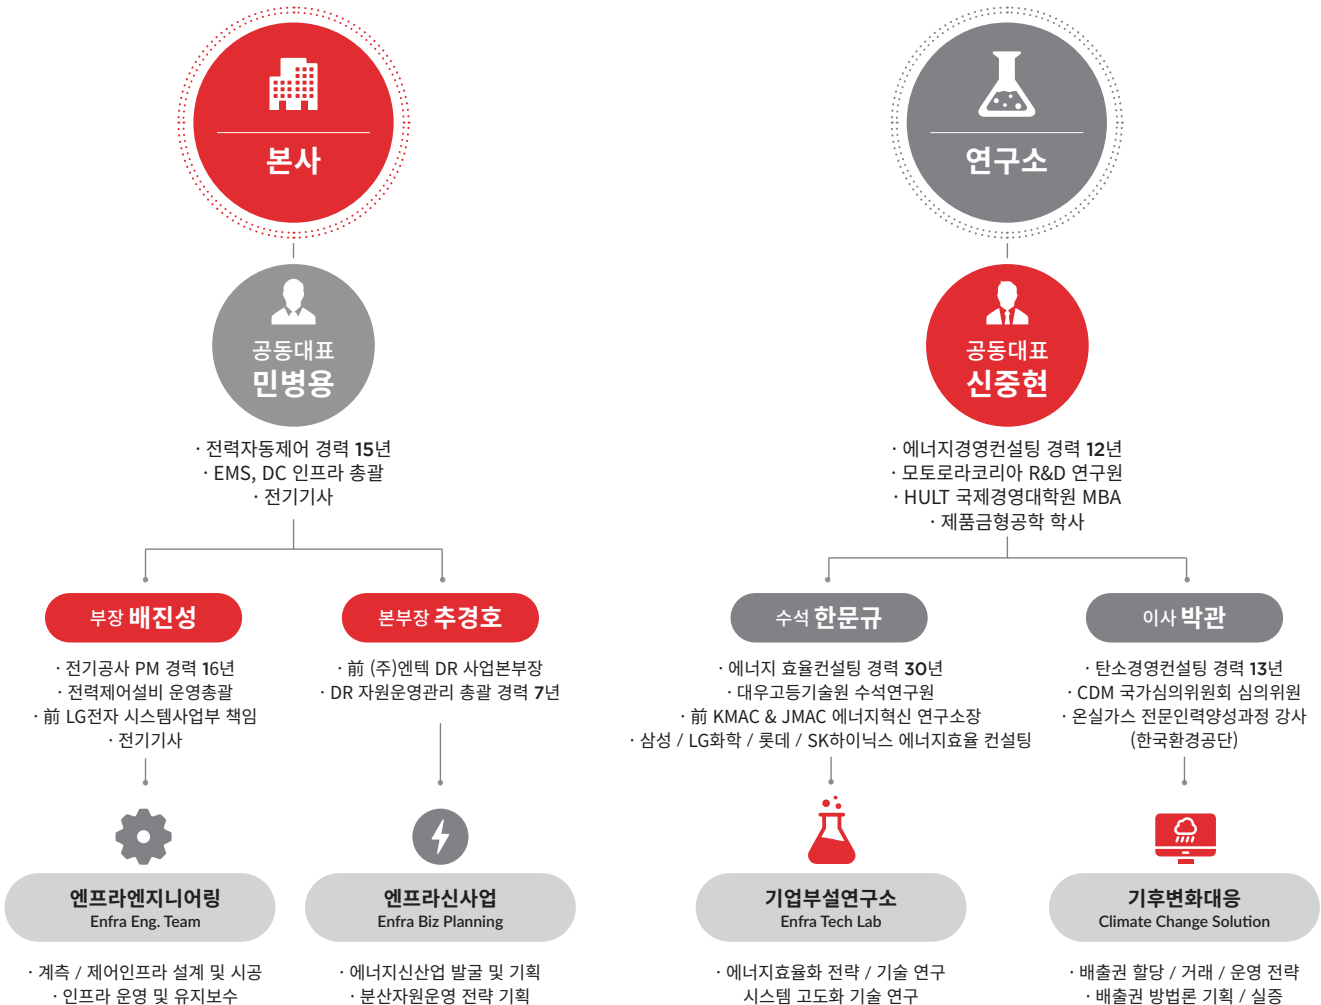 본사
공동대표
민병용
· 전력자동제어 경력 15년
· EMS, DC 인프라 총괄
· 전기기사
부장 배진성
· 전기공사 PM 경력 16년
· 전력제어설비 운영총괄
· 前 LG전자 시스템사업부 책임
· 전기기사
엔프라엔지니어링
Enfra Eng. Team
· 계측 / 제어인프라 설계 및 시공
· 인프라 운영 및 유지보수
본부장 추경호
· 前 (주)엔텍 DR 사업본부장
· DR 자원운영관리 총괄 경력 7년
엔프라신사업
Enfra Biz Planning
· 에너지신산업 발굴 및 기획
· 분산자원운영 전략 기획
연구소
공동대표
신중현
· 에너지경영컨설팅 경력 12년
· 모토로라코리아 R&D 연구원
· HULT 국제경영대학원 MBA
· 제품금형공학 학사
수석 한문규
· 에너지 효율컨설팅 경력 30년
· 대우고등기술원 수석연구원
· 前 KMAC & JMAC 에너지혁신 연구소장
· 삼성 / LG화학 / 롯데 / SK하이닉스 에너지효율 컨설팅
기업부설연구소
Enfra Tech Lab
· 에너지효율화 전략 / 기술 연구
시스템 고도화 기술 연구
이사 박관
· 탄소경영컨설팅 경력 13년
· CDM 국가심의위원회 심의위원
· 온실가스 전문인력양성과정 강사
(한국환경공단)
기후변화대응
Climate Change Solution
· 배출권 할당 / 거래 / 운영 전략
· 배출권 방법론 기획 / 실증